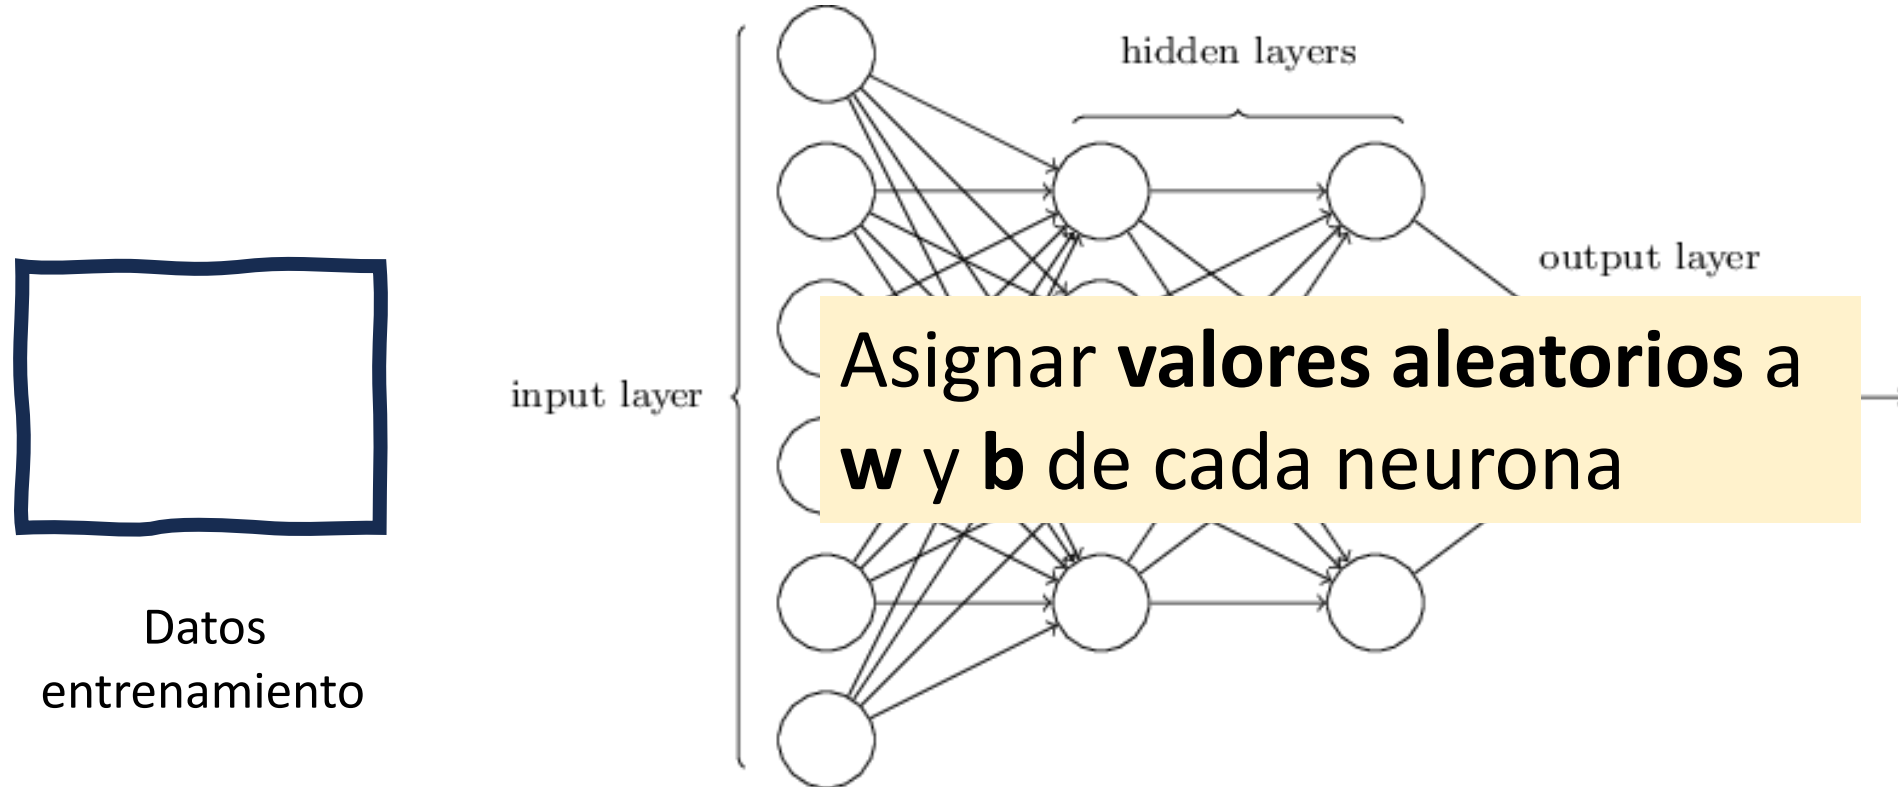 hidden layers
output layer
input layer
Asignar valores aleatorios a
w y b de cada neurona
Datos
entrenamiento